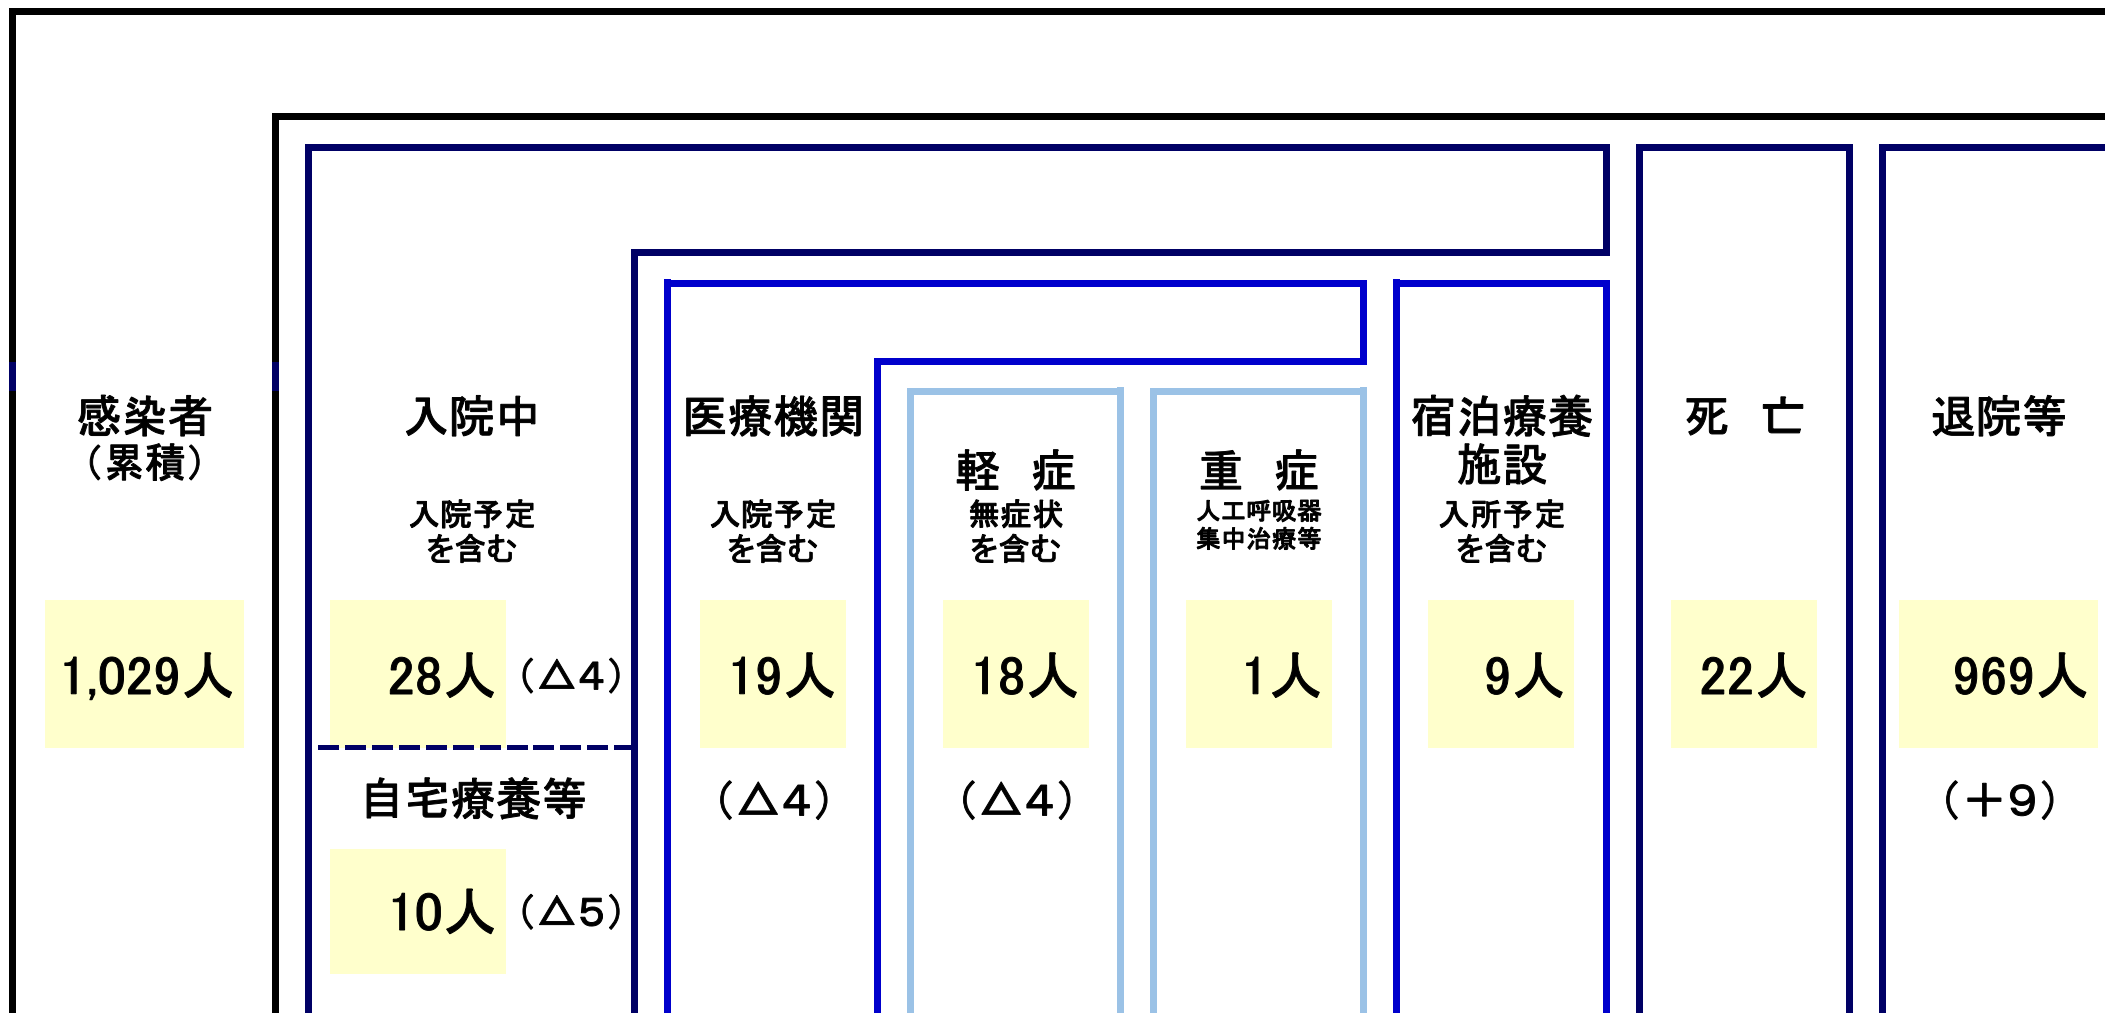 感染者
（累積）
1,029人
入院中
入院予定
を含む
28人（△4）
自宅療養等
10人（△5）
医療機関
入院予定
を含む
19人
（△4）
軽　症
無症状
を含む
18人
（△4）
重　症
人工呼吸器
集中治療等
1人
宿泊療養
施設
入所予定
を含む
9人
死　亡
22人
退院等
969人
（＋9）